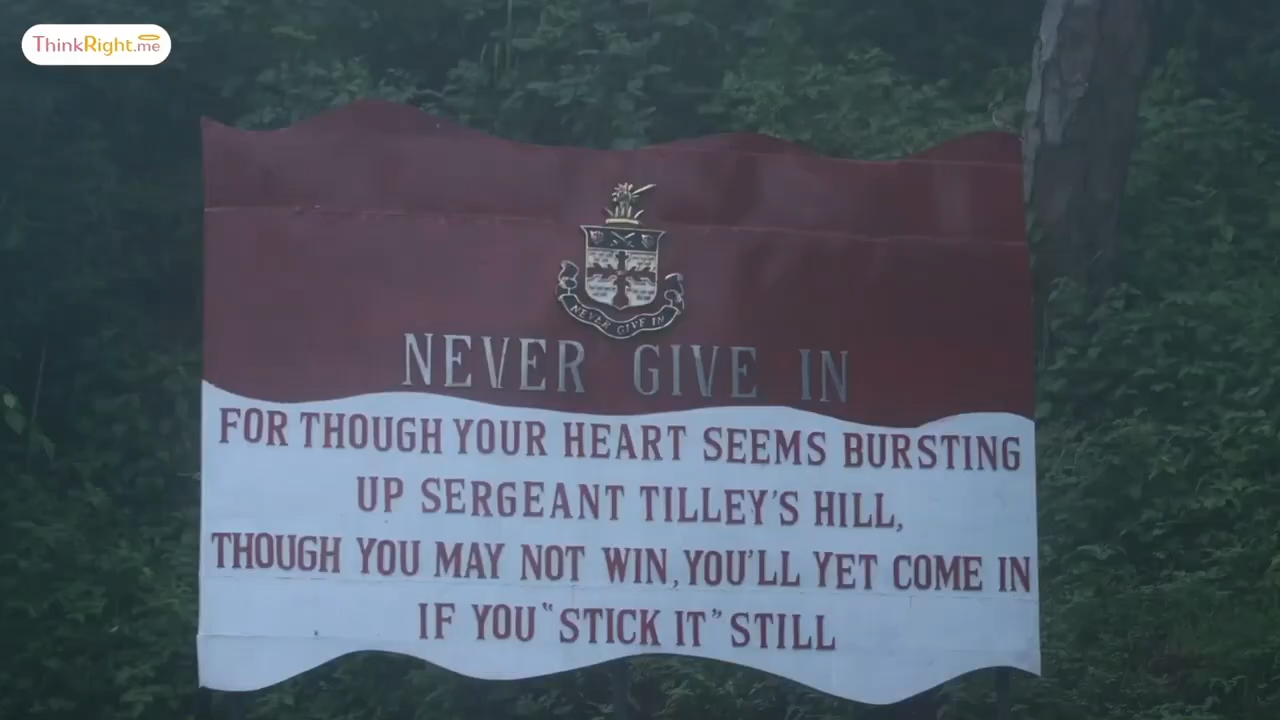 ThinkRight.me
NEVER GIVE IN
NEVER GIVE IN
FOR THOUGH YOUR HEART SEEMS BURSTING
UP SERGEANT TILLEY'S HILL,
THOUGH YOU MAY NOT WIN, YOU'LL YET COME IN
IF YOU "STICK IT" STILL